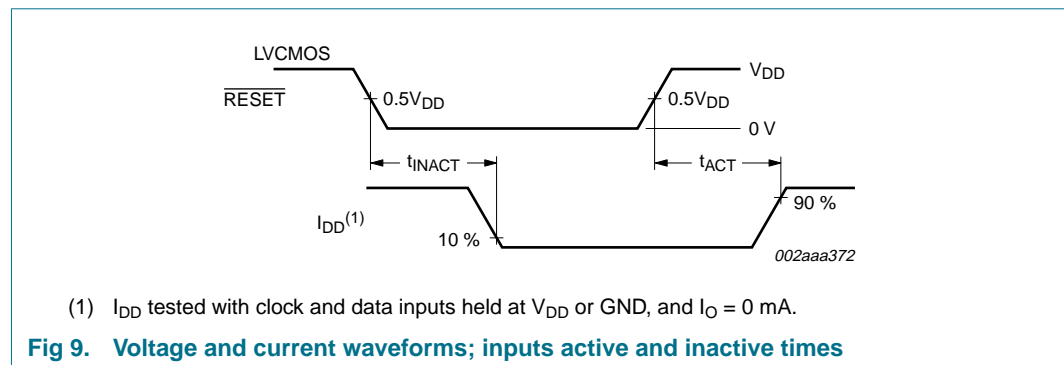 LVCMOS
RESET
0.5VDD
0.5VDD
VDD
0 V
tINACT
tACT
IDD(1)
10 %
90 %
002aaa372
(1) IDD tested with clock and data inputs held at VDD or GND, and IO = 0 mA.
Fig 9. Voltage and current waveforms; inputs active and inactive times